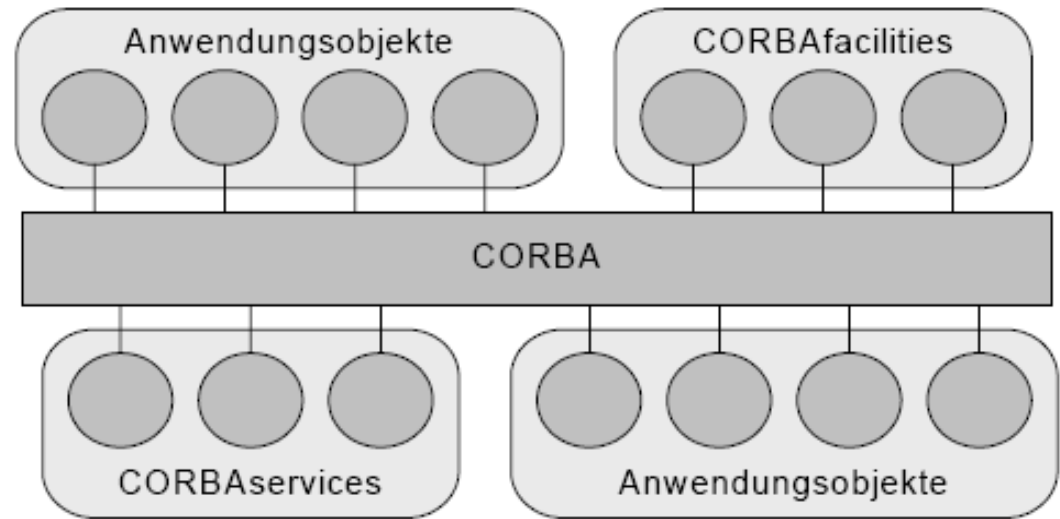 Anwendungsobjekte
CORBAfacilities
CORBA
CORBAservices
Anwendungsobjekte